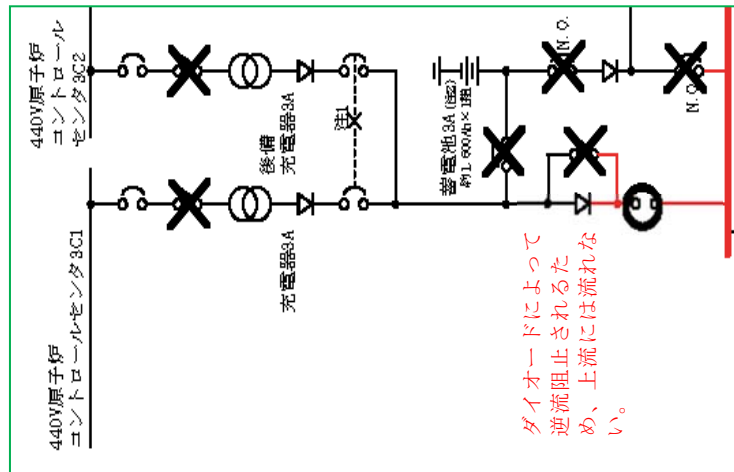 440V原子炉
コントロール
センタ3C2
440V原子炉
コントロールセンタ3C1
後備
充電器3A
充電器3A
注1
蓄電池3A (注2)
約1,600Ah×1組
N.O.
N.O.
ダイオードによって
逆流阻止されるた
め、上流には流れな
い。